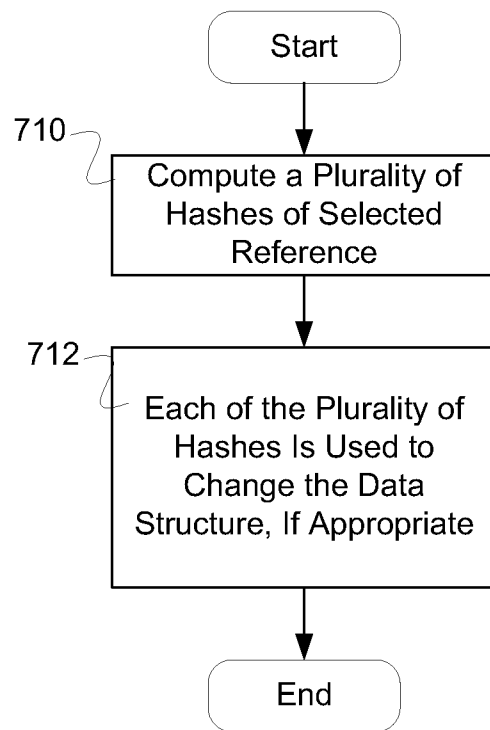 Start
710
Compute a Plurality of
Hashes of Selected
Reference
712
Each of the Plurality of
Hashes Is Used to
Change the Data
Structure, If Appropriate
End